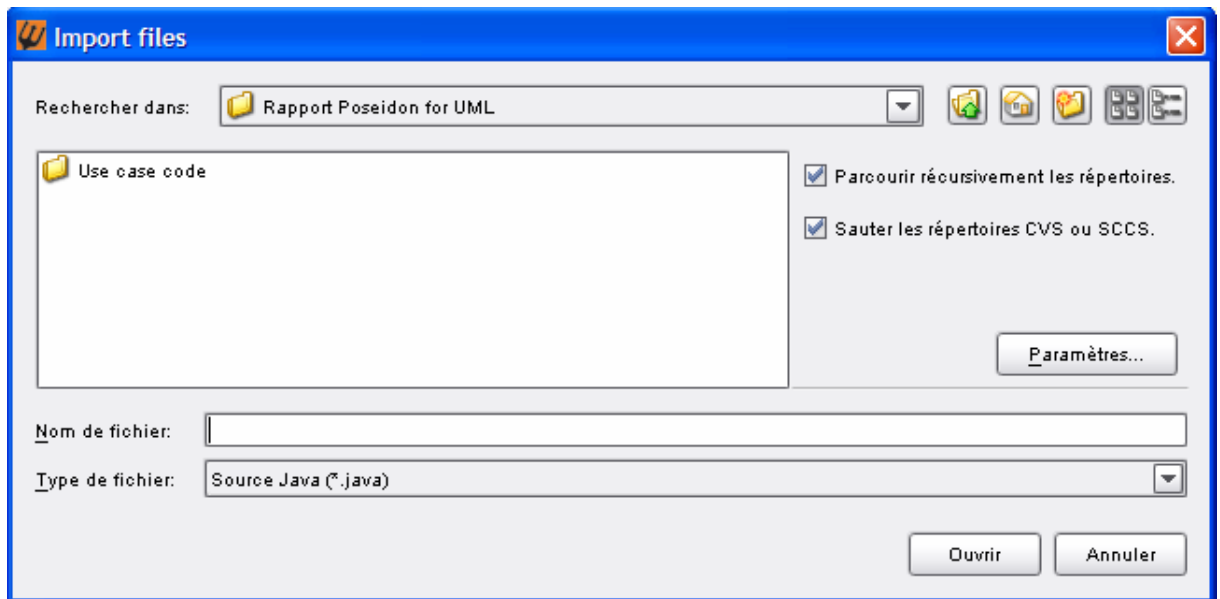 Import files
Rechercher dans:
Rapport Poseidon for UML
Use case code
Parcourir récursivement les répertoires.
Sauter les répertoires CVS ou SCCS.
Paramètres...
Nom de fichier:
Type de fichier:
Source Java (*.java)
Ouvrir
Annuler